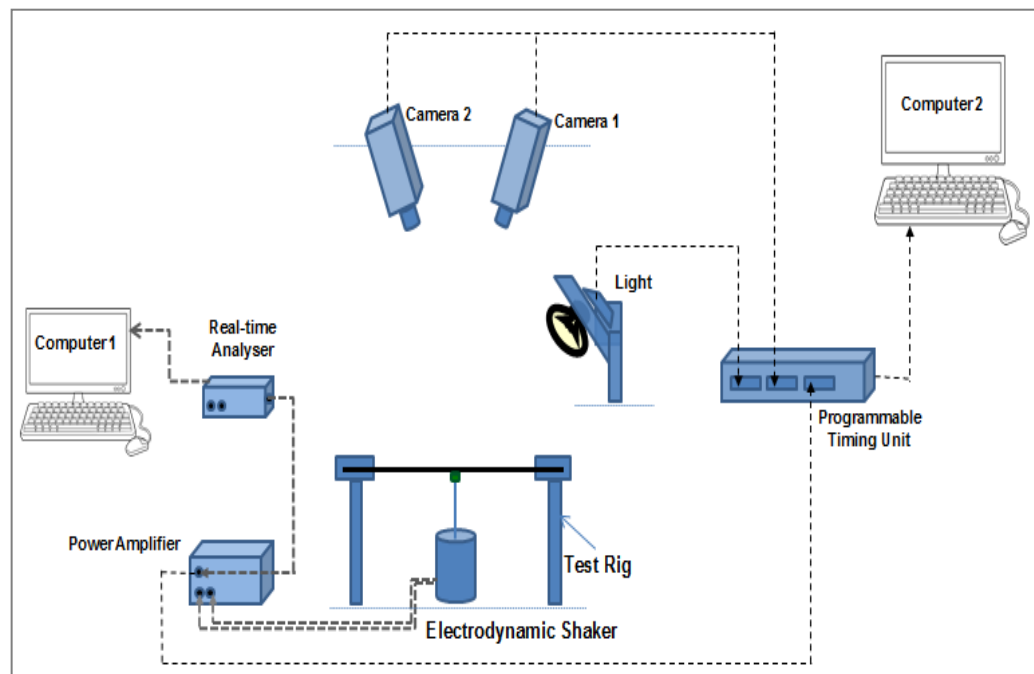 Camera 2
Camera 1
Computer2
Light
Computer1
Real-time
Analyser
Programmable
Timing Unit
PowerAmplifier
Test Rig
Electrodynamic Shaker